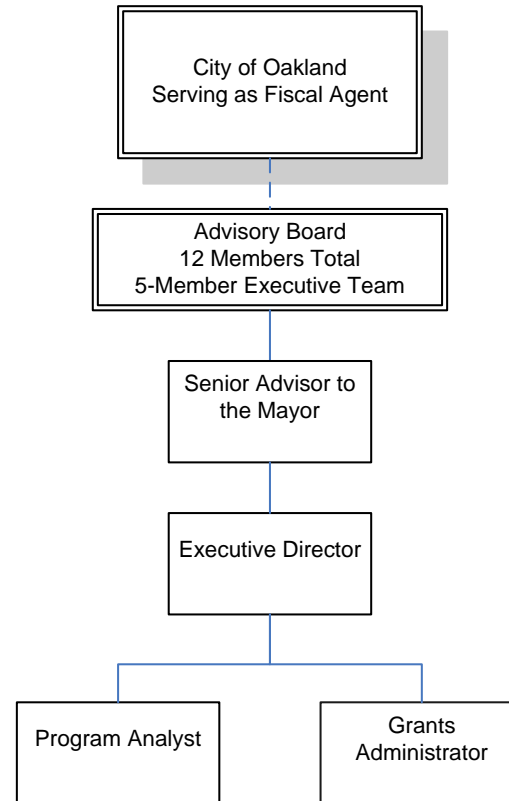 City of Oakland
Serving as Fiscal Agent
Advisory Board
12 Members Total
5-Member Executive Team
Senior Advisor to
the Mayor
Executive Director
Program Analyst
Grants
Administrator